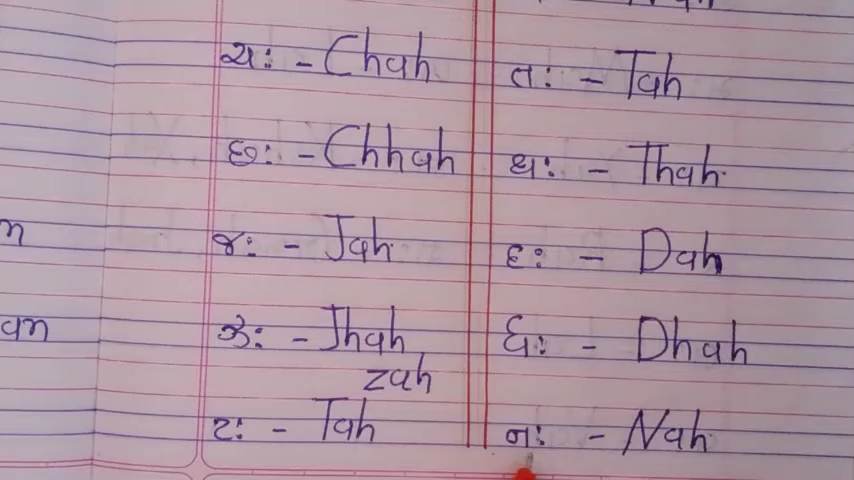 ચઃ - Chah
છઃ - Chhah
જઃ - Jah
ઝઃ - Jhah
zah
ટઃ - Tah
તઃ - Tah
થઃ - Thah
દઃ - Dah
ધઃ - Dhah
નઃ - Nah